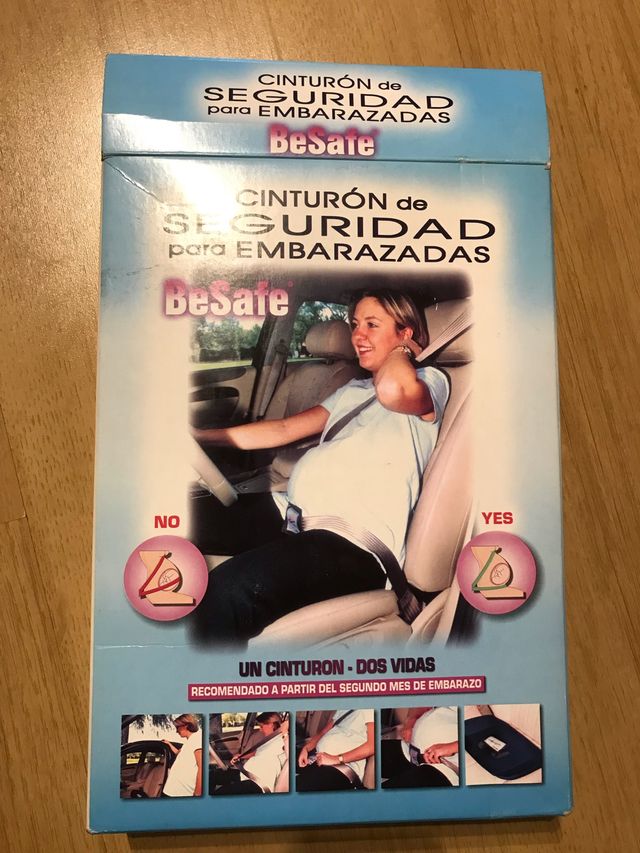 CINTURÓN de
SEGURIDAD
para EMBARAZADAS
BeSafe®
CINTURÓN de
SEGURIDAD
para EMBARAZADAS
BeSafe®
NO
YES
UN CINTURON - DOS VIDAS
RECOMENDADO A PARTIR DEL SEGUNDO MES DE EMBARAZO